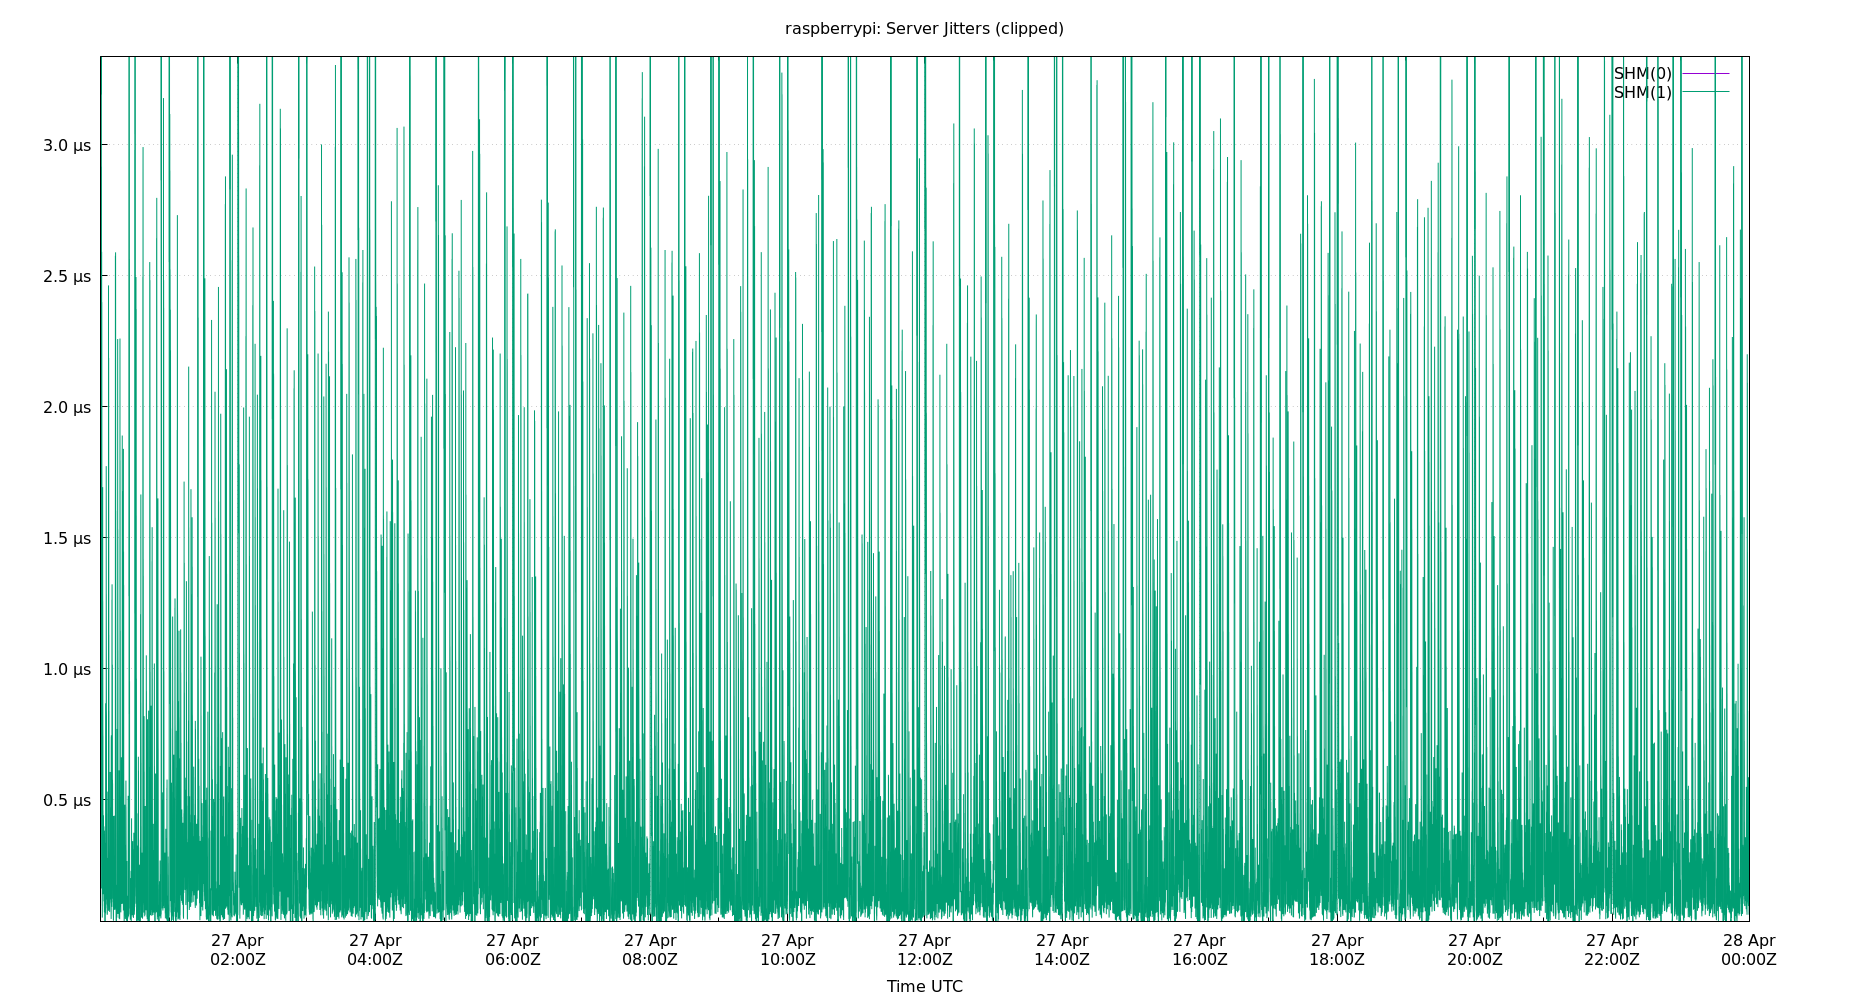 raspberrypi: Server Jitters (clipped)
SHM(0)
SHM(1)
3.0 µs
2.5 µs
2.0 µs
1.5 µs
1.0 µs
0.5 µs
27 Apr 27 Apr 27 Apr 27 Apr 27 Apr 27 Apr 27 Apr 27 Apr 27 Apr 27 Apr 27 Apr 28 Apr
02:00Z 04:00Z 06:00Z 08:00Z 10:00Z 12:00Z 14:00Z 16:00Z 18:00Z 20:00Z 22:00Z 00:00Z
Time UTC